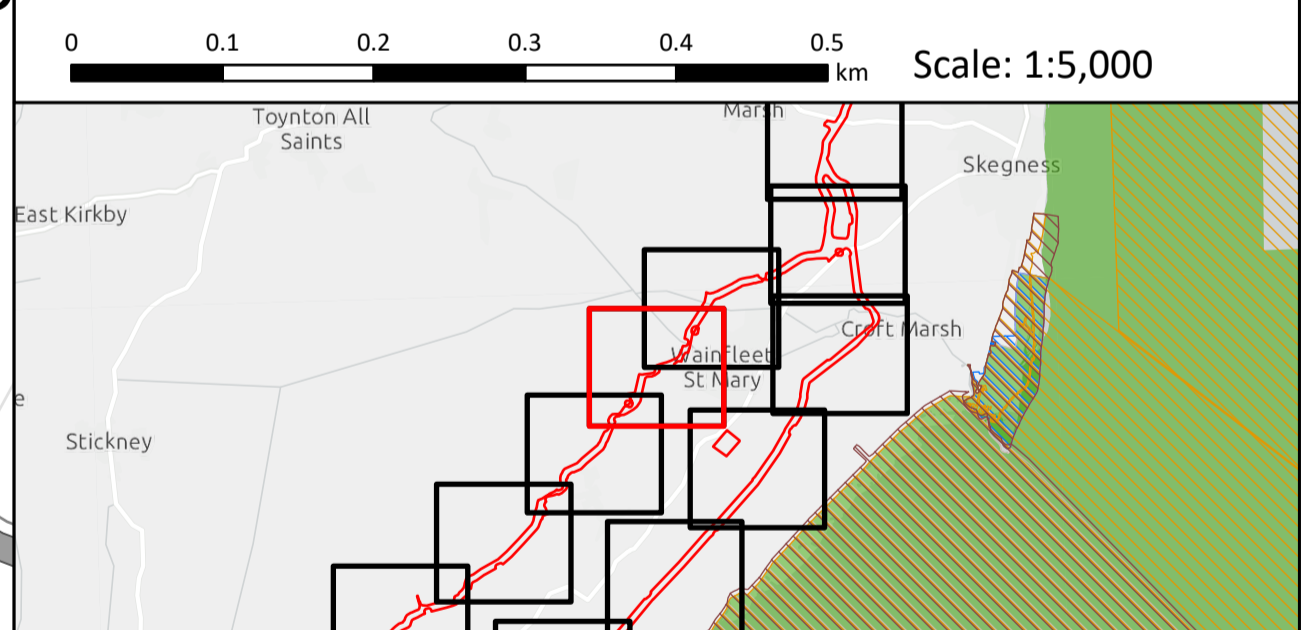 0 0.1 0.2 0.3 0.4 0.5
km
Scale: 1:5,000
Marsh
Toynton All
Saints
Skegness
East Kirkby
Croft Marsh
Wainfleet
St Mary
e
Stickney